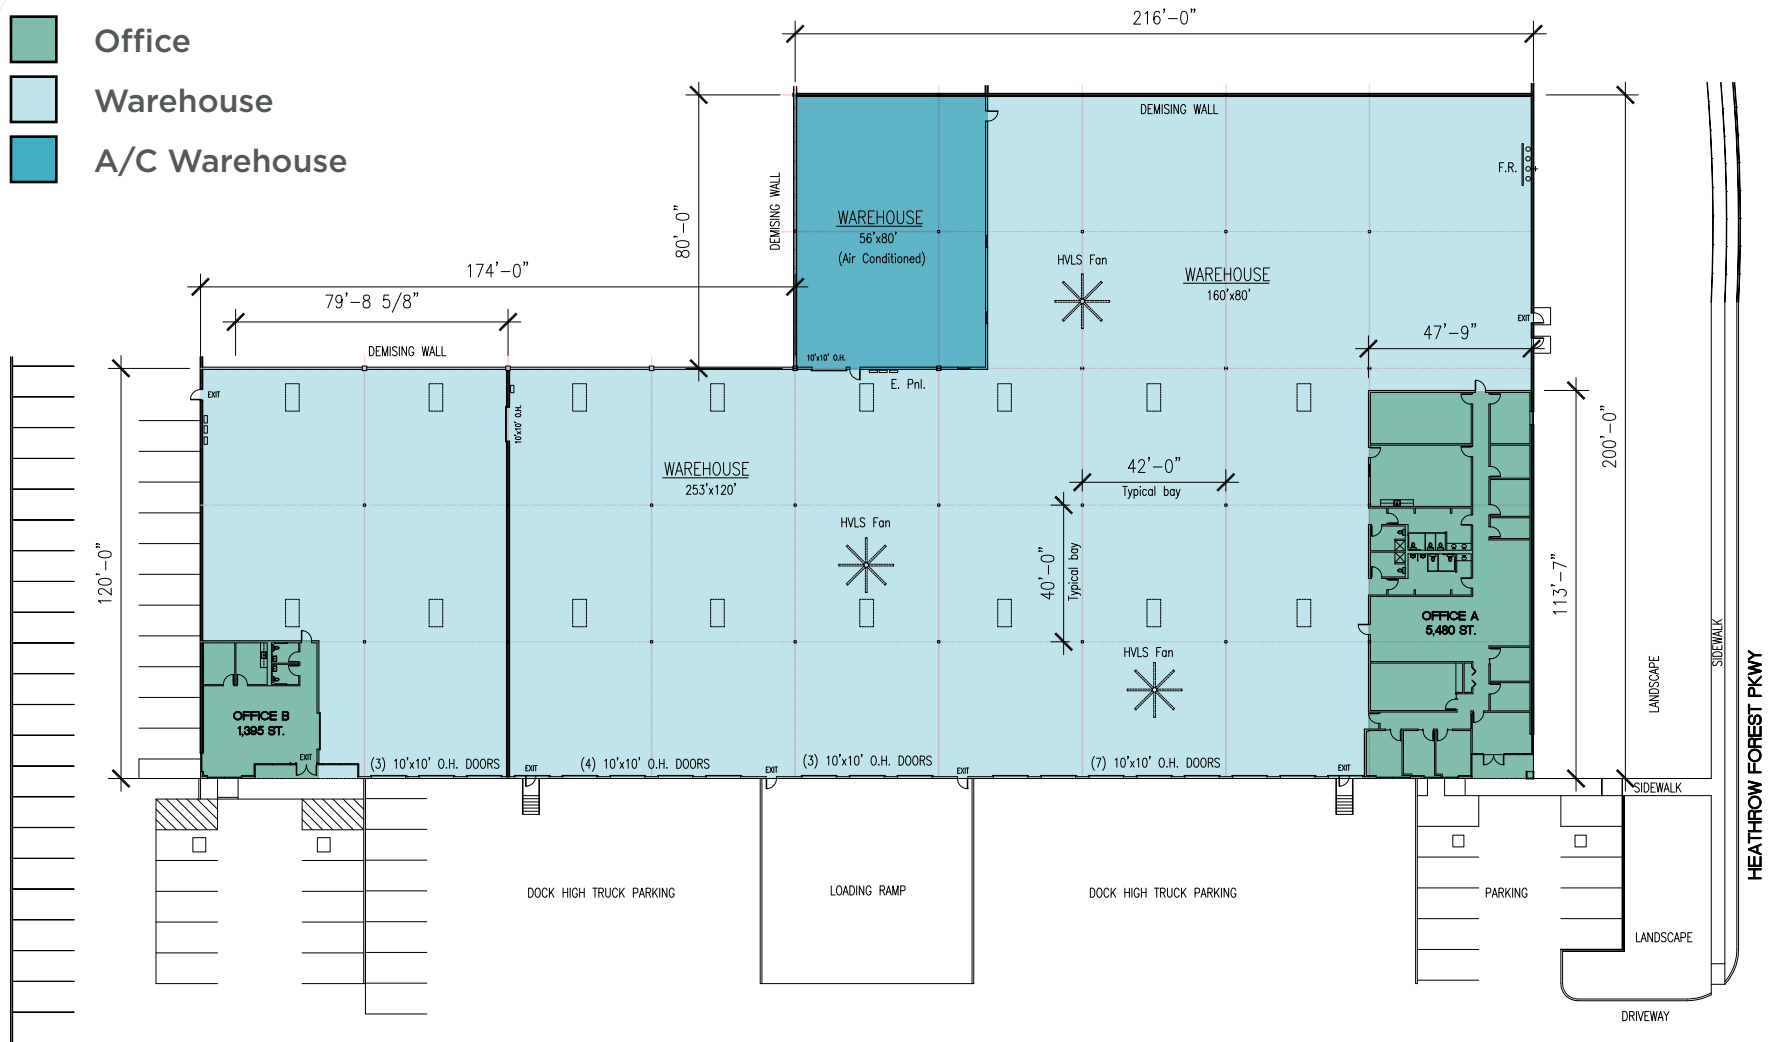 Office
Warehouse
A/C Warehouse
216'-0"
DEMISING WALL
F.R.
DEMISING WALL
80'-0"
WAREHOUSE
56'x80'
(Air Conditioned)
HVLS Fan
WAREHOUSE
160'x80'
174'-0"
79'-8 5/8"
DEMISING WALL
EXIT
47'-9"
10'x10' O.H.
E. Pnl.
EXIT
10'x10' O.H.
200'-0"
WAREHOUSE
253'x120'
42'-0"
Typical bay
HVLS Fan
40'-0"
Typical bay
120'-0"
113'-7"
OFFICE A
5,480 ST.
HVLS Fan
SIDEWALK
LANDSCAPE
HEATHROW FOREST PKWY
OFFICE B
1,395 ST.
EXIT
(3) 10'x10' O.H. DOORS
EXIT
(4) 10'x10' O.H. DOORS
EXIT
(3) 10'x10' O.H. DOORS
EXIT
(7) 10'x10' O.H. DOORS
EXIT
SIDEWALK
DOCK HIGH TRUCK PARKING
LOADING RAMP
DOCK HIGH TRUCK PARKING
PARKING
LANDSCAPE
DRIVEWAY